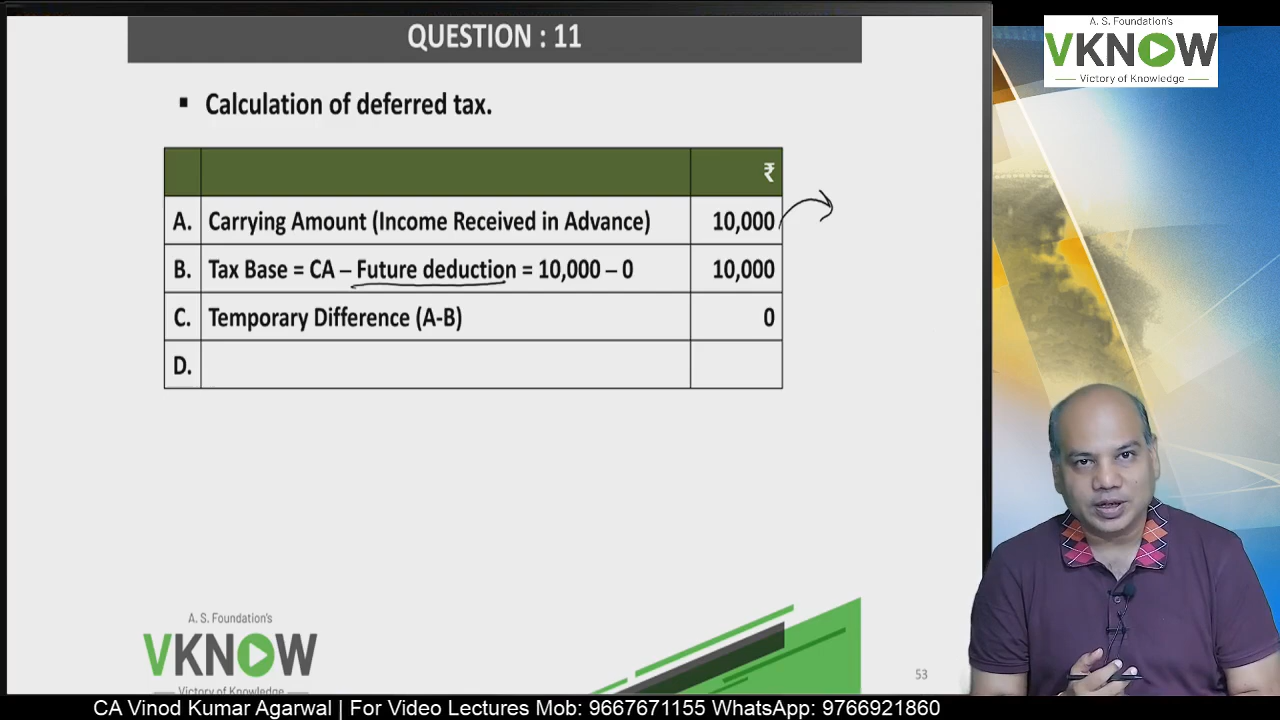 QUESTION : 11
A. S. Foundation's
VKNOW
Victory of Knowledge
▪ Calculation of deferred tax.
₹
A. Carrying Amount (Income Received in Advance) 10,000
B. Tax Base = CA – Future deduction = 10,000 – 0 10,000
C. Temporary Difference (A-B) 0
D.
A. S. Foundation's
VKNOW
Victory of Knowledge
53
CA Vinod Kumar Agarwal | For Video Lectures Mob: 9667671155 WhatsApp: 9766921860